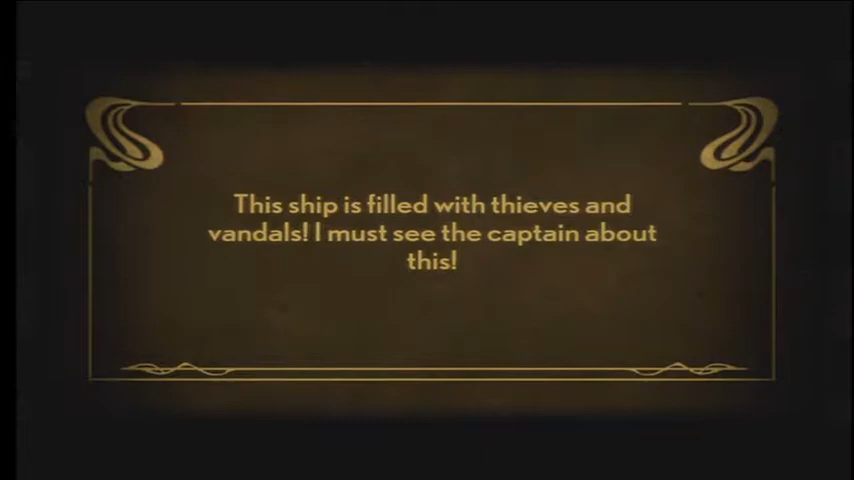 This ship is filled with thieves and
vandals! I must see the captain about
this!